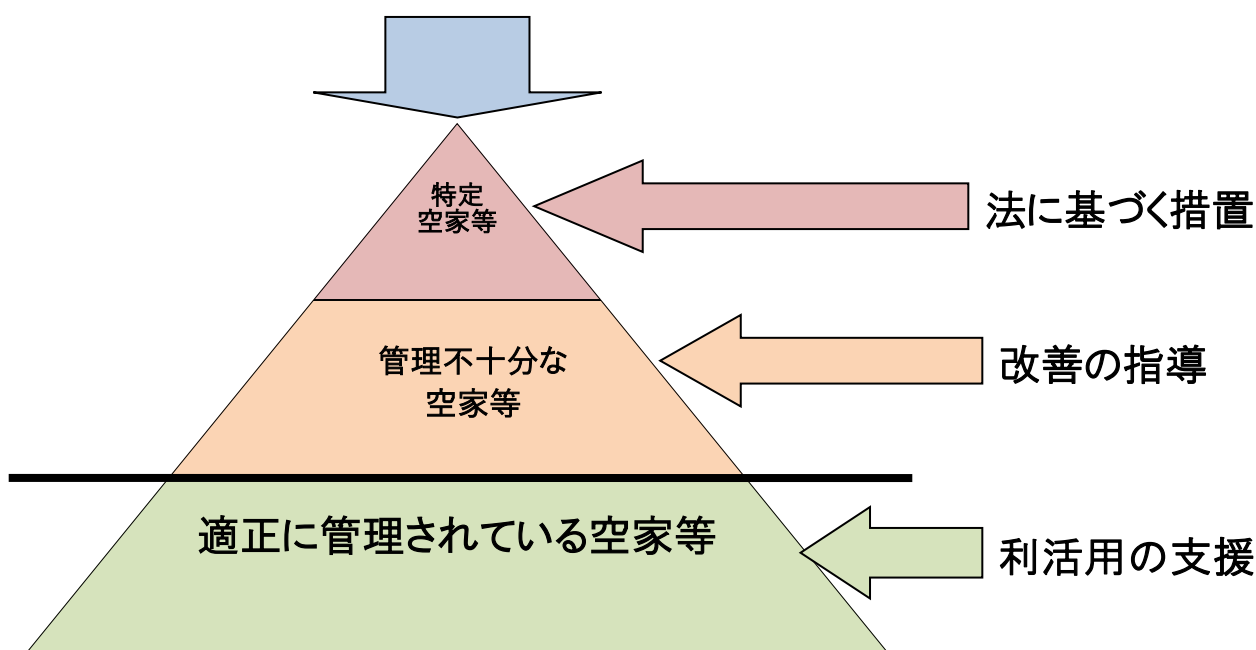 特定
空家等
法に基づく措置
管理不十分な
空家等
改善の指導
適正に管理されている空家等
利活用の支援